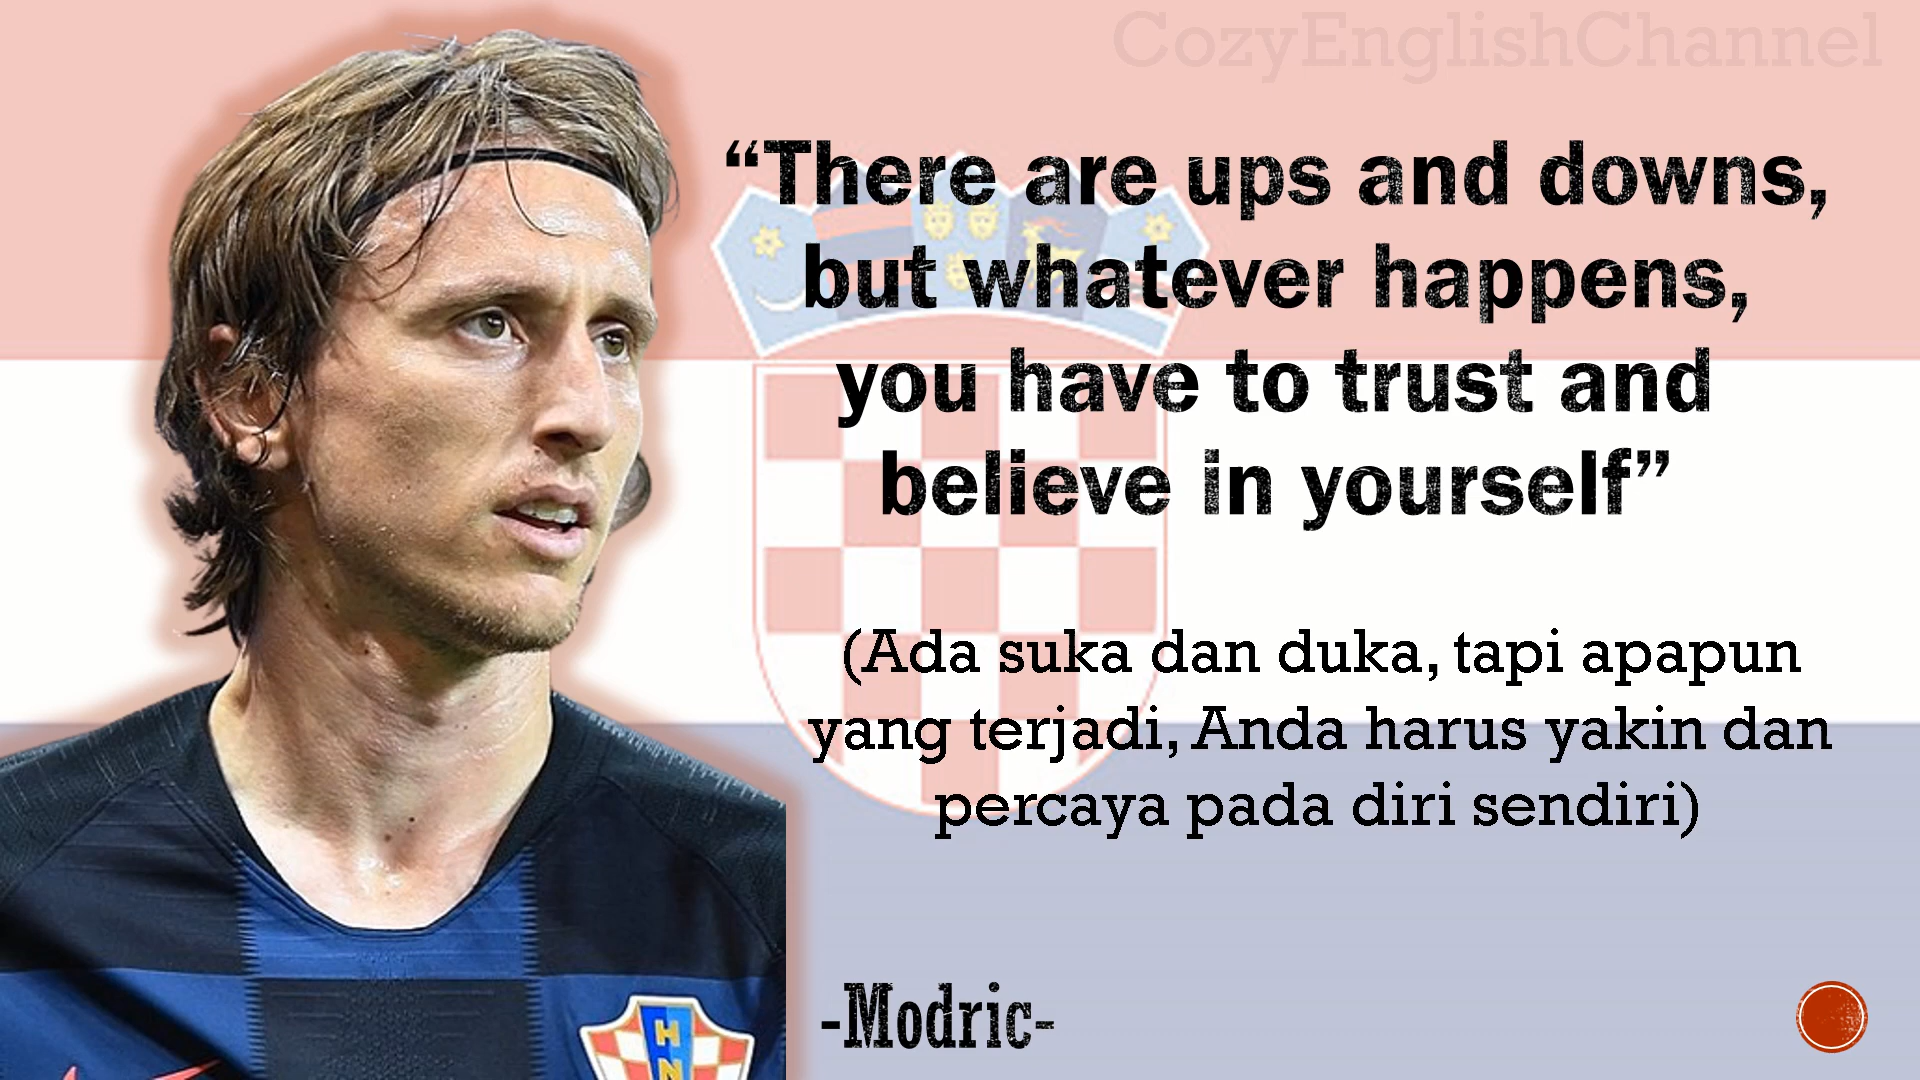 CozyEnglishChannel
“There are ups and downs,
but whatever happens,
you have to trust and
believe in yourself”
(Ada suka dan duka, tapi apapun
yang terjadi, Anda harus yakin dan
percaya pada diri sendiri)
-Modric-
HN